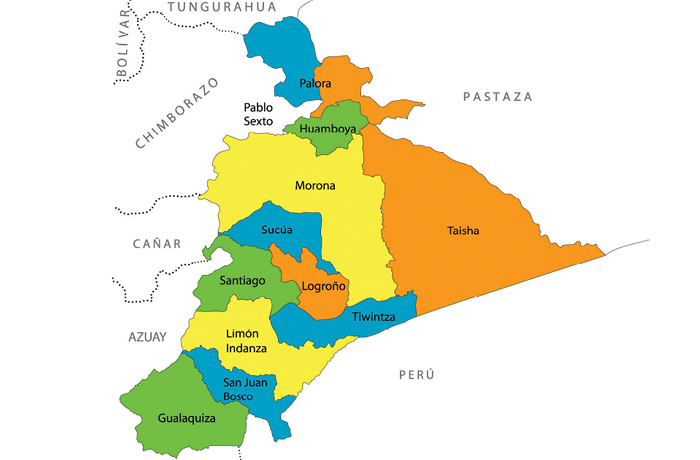 TUNGURAHUA
BOLÍVAR
CHIMBORAZO
Palora
PASTAZA
Pablo
Sexto
Huamboya
Morona
Sucúa
Taisha
CAÑAR
Santiago
Logroño
Tiwintza
AZUAY
Limón
Indanza
PERÚ
San Juan
Bosco
Gualaquiza